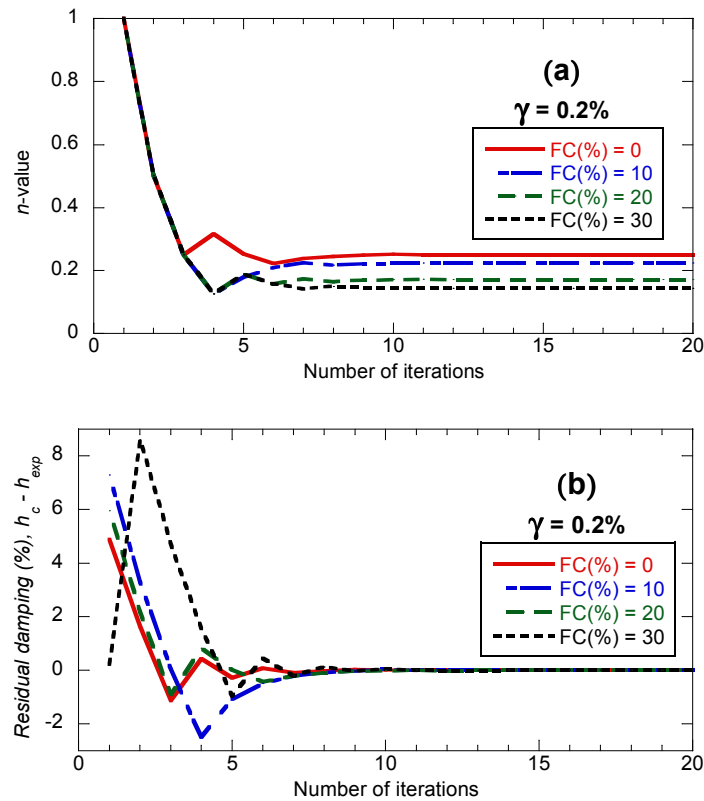 1
0.8
0.6
0.4
0.2
0
n-value
(a)
γ = 0.2%
FC(%) = 0
FC(%) = 10
FC(%) = 20
FC(%) = 30
0 5 10 15 20
Number of iterations
8
6
4
2
0
-2
Residual damping (%), h_c - h_exp
(b)
γ = 0.2%
FC(%) = 0
FC(%) = 10
FC(%) = 20
FC(%) = 30
0 5 10 15 20
Number of iterations